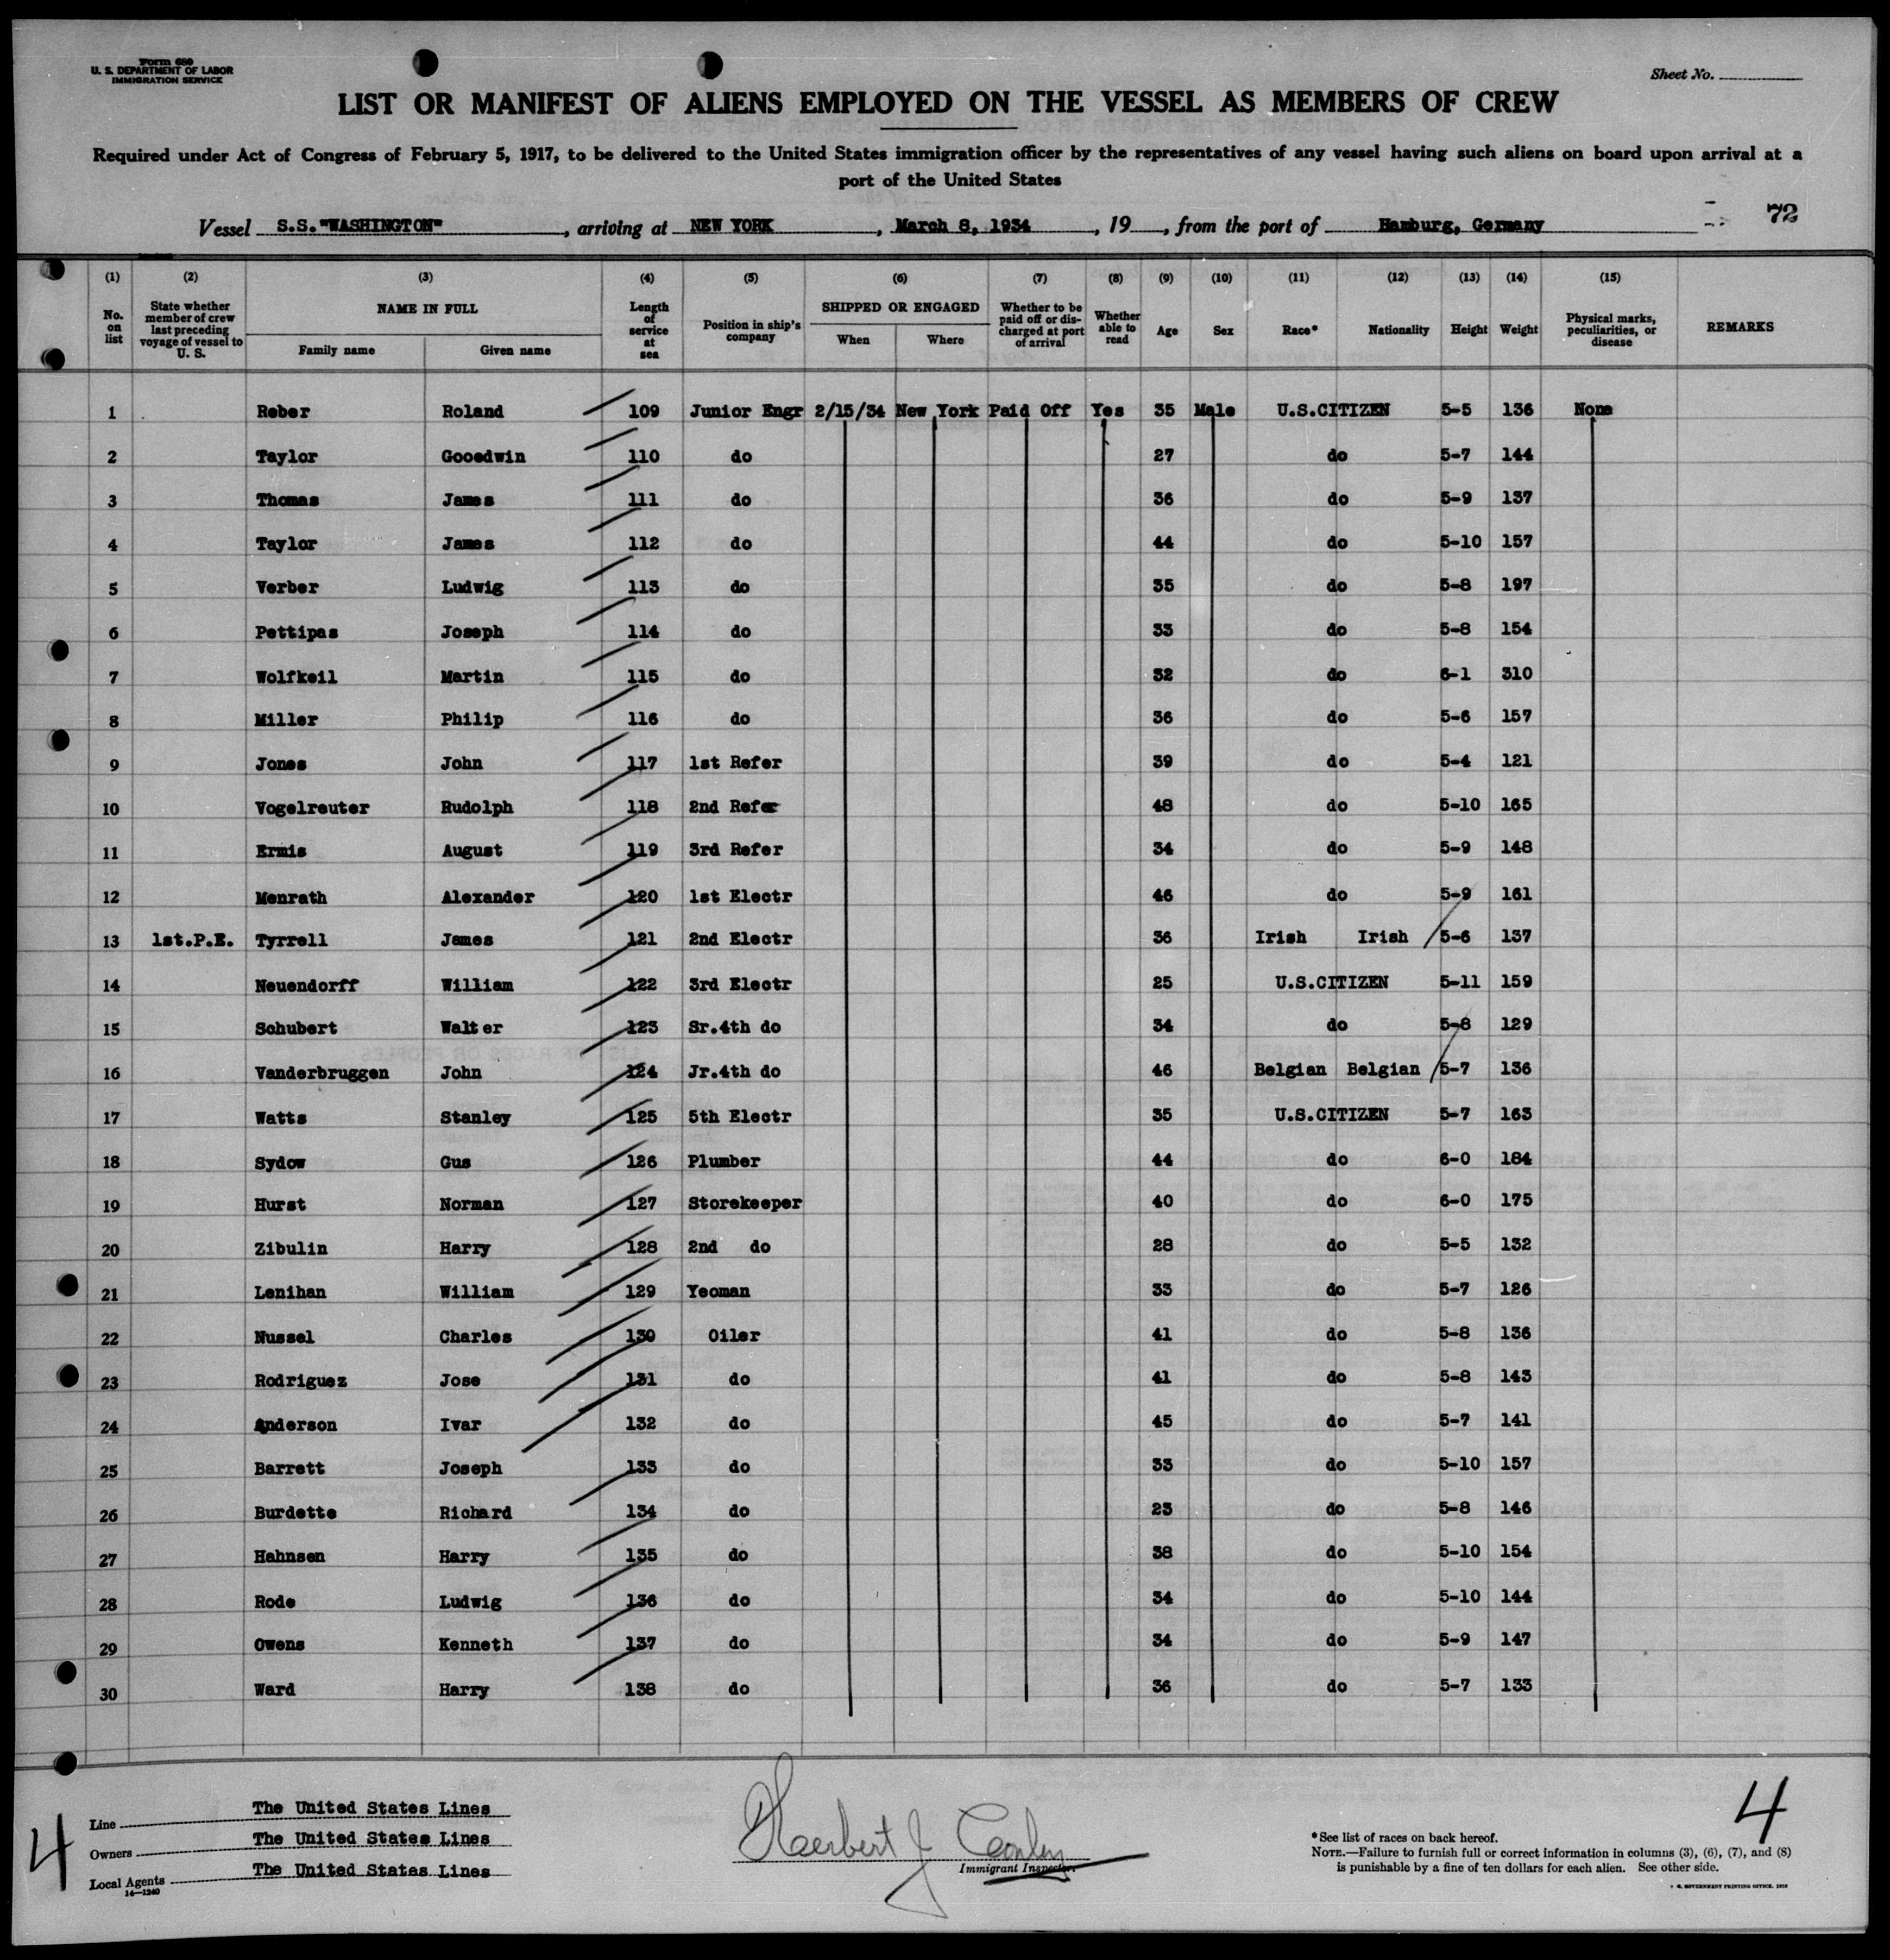 Form 689
U. S. DEPARTMENT OF LABOR
IMMIGRATION SERVICE
Sheet No.
LIST OR MANIFEST OF ALIENS EMPLOYED ON THE VESSEL AS MEMBERS OF CREW
Required under Act of Congress of February 5, 1917, to be delivered to the United States immigration officer by the representatives of any vessel having such aliens on board upon arrival at a
port of the United States
Vessel S.S."WASHINGTON", arriving at NEW YORK, March 8, 1934, 19, from the port of Hamburg, Germany 72
(1) (2) (3) (4) (5) (6) (7) (8) (9) (10) (11) (12) (13) (14) (15)
No. on list State whether member of crew last preceding voyage of vessel to U. S. NAME IN FULL Family name Given name Length of service at sea Position in ship's company SHIPPED OR ENGAGED When Where Whether to be paid off or discharged at port of arrival Whether able to read Age Sex Race* Nationality Height Weight Physical marks, peculiarities, or disease REMARKS
1 Reber Roland 109 Junior Engr 2/15/34 New York Paid Off Yes 35 Male U.S.CITIZEN 5-5 136 None
2 Taylor Gooedwin 110 do 27 do 5-7 144
3 Thomas James 111 do 36 do 5-9 137
4 Taylor James 112 do 44 do 5-10 157
5 Verber Ludwig 113 do 35 do 5-8 197
6 Pettipas Joseph 114 do 33 do 5-8 154
7 Wolfkeil Martin 115 do 32 do 6-1 310
8 Miller Philip 116 do 36 do 5-6 157
9 Jones John 117 1st Refer 39 do 5-4 121
10 Vogelreuter Rudolph 118 2nd Refer 48 do 5-10 165
11 Ermis August 119 3rd Refer 34 do 5-9 148
12 Menrath Alexander 120 1st Electr 46 do 5-9 161
13 1st.P.E. Tyrrell James 121 2nd Electr 36 Irish Irish 5-6 137
14 Neuendorff William 122 3rd Electr 25 U.S.CITIZEN 5-11 159
15 Schubert Walter 123 Sr.4th do 34 do 5-8 129
16 Vanderbruggen John 124 Jr.4th do 46 Belgian Belgian 5-7 136
17 Watts Stanley 125 5th Electr 35 U.S.CITIZEN 5-7 163
18 Sydow Gus 126 Plumber 44 do 6-0 184
19 Hurst Norman 127 Storekeeper 40 do 6-0 175
20 Zibulin Harry 128 2nd do 28 do 5-5 132
21 Lenihan William 129 Yeoman 33 do 5-7 126
22 Nussel Charles 130 Oiler 41 do 5-8 136
23 Rodriguez Jose 131 do 41 do 5-8 143
24 Anderson Ivar 132 do 45 do 5-7 141
25 Barrett Joseph 133 do 33 do 5-10 157
26 Burdette Richard 134 do 23 do 5-8 146
27 Hahnsen Harry 135 do 38 do 5-10 154
28 Rode Ludwig 136 do 34 do 5-10 144
29 Owens Kenneth 137 do 34 do 5-9 147
30 Ward Harry 138 do 36 do 5-7 133
4
Line The United States Lines
Owners The United States Lines
Local Agents The United States Lines
14—1240
Immigrant Inspector.
4
*See list of races on back hereof.
NOTE.—Failure to furnish full or correct information in columns (3), (6), (7), and (8)
is punishable by a fine of ten dollars for each alien. See other side.
GOVERNMENT PRINTING OFFICE